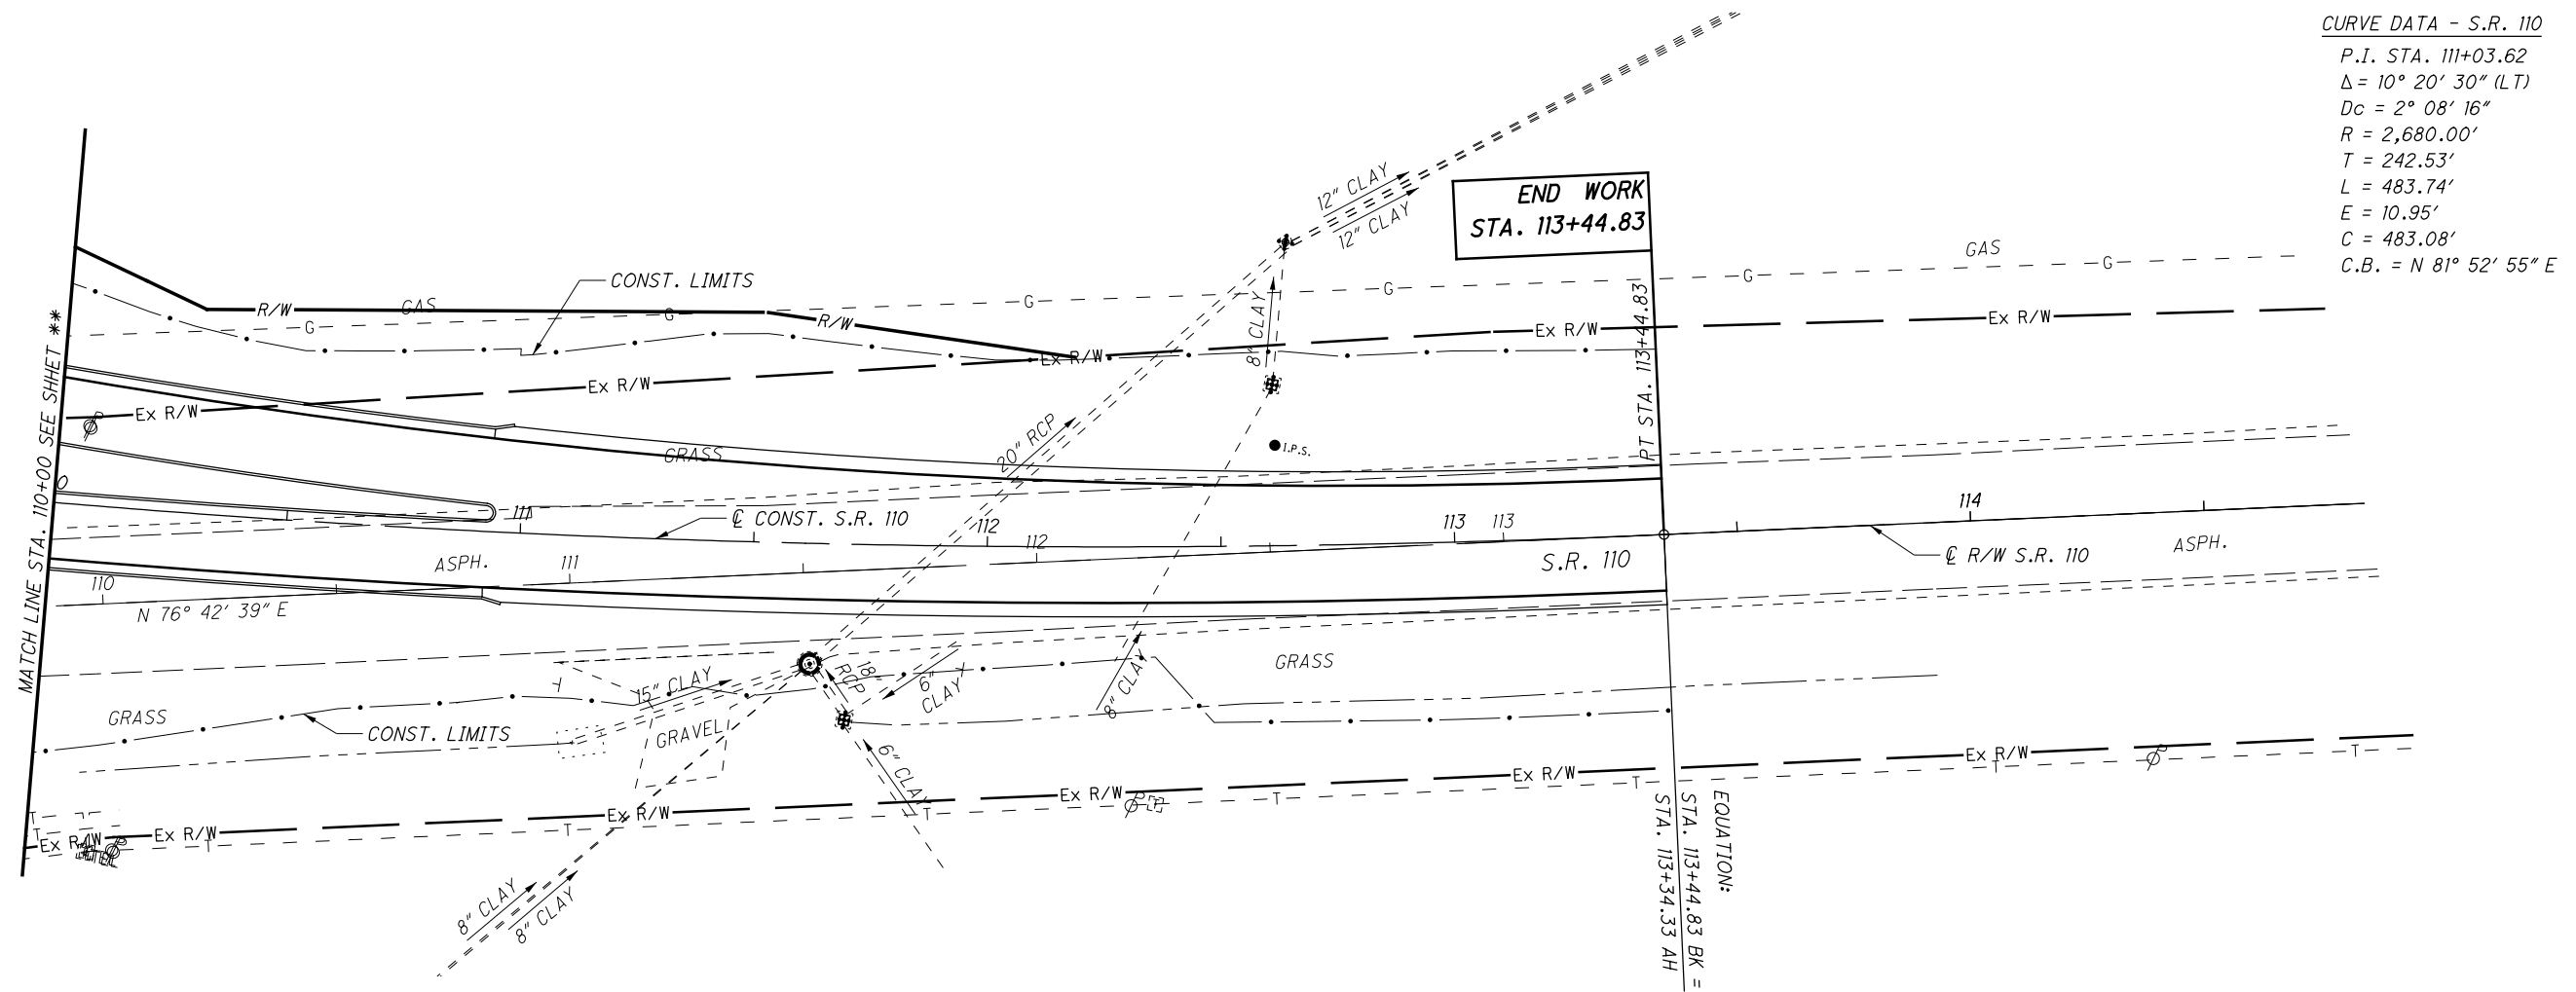 CURVE DATA - S.R. 110
P.I. STA. 111+03.62
Δ = 10° 20' 30" (LT)
Dc = 2° 08' 16"
R = 2,680.00'
T = 242.53'
L = 483.74'
E = 10.95'
C = 483.08'
C.B. = N 81° 52' 55" E
12" CLAY
12" CLAY
END WORK
STA. 113+44.83
GAS
G
G
CONST. LIMITS
R/W
GAS
G
G
R/W
G
G
8" CLAY
PT STA. 113+44.83
Ex R/W
Ex R/W
Ex R/W
Ex R/W
Ex R/W
MATCH LINE STA. 110+00 SEE SHHET **
20" RCP
I.P.S.
GRASS
0
111
℄ CONST. S.R. 110
112
112
113
113
114
ASPH.
111
S.R. 110
℄ R/W S.R. 110
ASPH.
110
N 76° 42' 39" E
15" CLAY
18"
RCP
6"
CLAY
8" CLAY
GRASS
GRASS
CONST. LIMITS
GRAVEL
6" CLAY
Ex R/W
Ex R/W
Ex R/W
Ex R/W
Ex R/W
Ex R/W
T
T
T
T
T
T
T
T
T
8" CLAY
8" CLAY
EQUATION:
STA. 113+44.83 BK =
STA. 113+34.33 AH